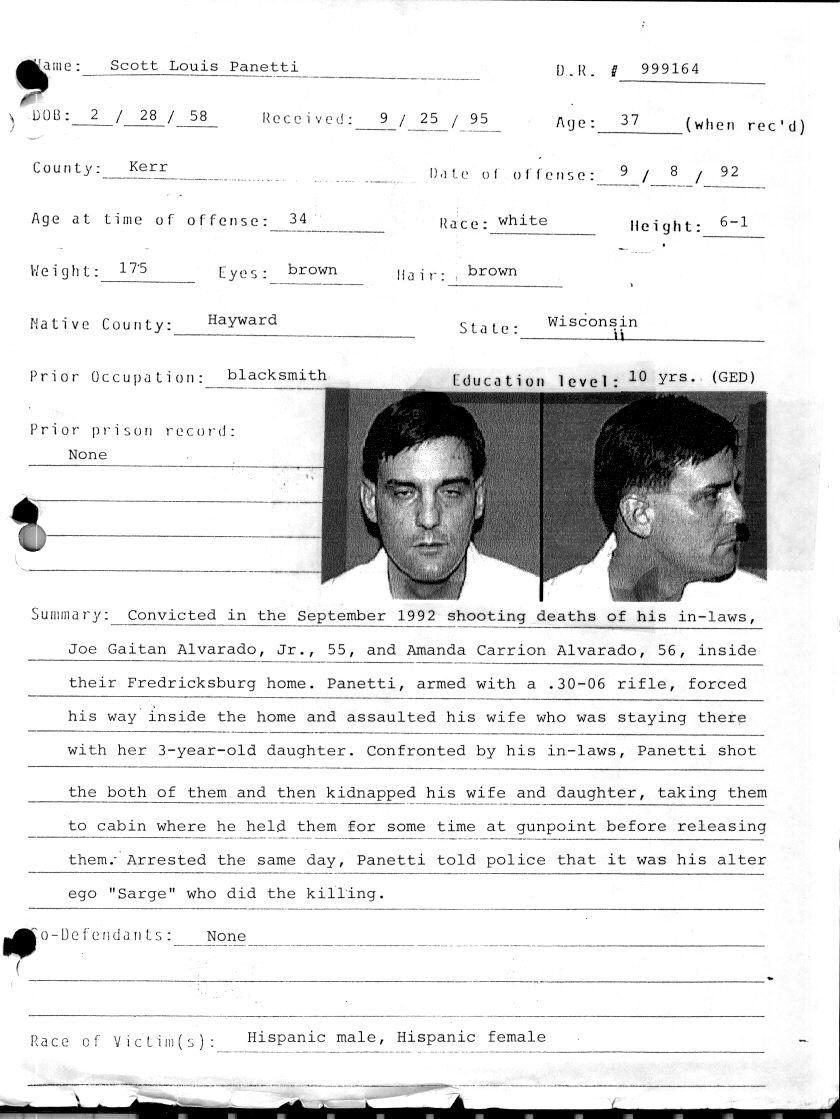 Name: Scott Louis Panetti D.R. # 999164
DOB: 2 / 28 / 58 Received: 9 / 25 / 95 Age: 37 (when rec'd)
County: Kerr Date of offense: 9 / 8 / 92
Age at time of offense: 34 Race: white Height: 6-1
Weight: 175 Eyes: brown Hair: brown
Native County: Hayward State: Wisconsin
Prior Occupation: blacksmith Education level: 10 yrs. (GED)
Prior prison record:
None
Summary: Convicted in the September 1992 shooting deaths of his in-laws,
Joe Gaitan Alvarado, Jr., 55, and Amanda Carrion Alvarado, 56, inside
their Fredricksburg home. Panetti, armed with a .30-06 rifle, forced
his way inside the home and assaulted his wife who was staying there
with her 3-year-old daughter. Confronted by his in-laws, Panetti shot
the both of them and then kidnapped his wife and daughter, taking them
to cabin where he held them for some time at gunpoint before releasing
them. Arrested the same day, Panetti told police that it was his alter
ego "Sarge" who did the killing.
Co-Defendants: None
Race of Victim(s): Hispanic male, Hispanic female